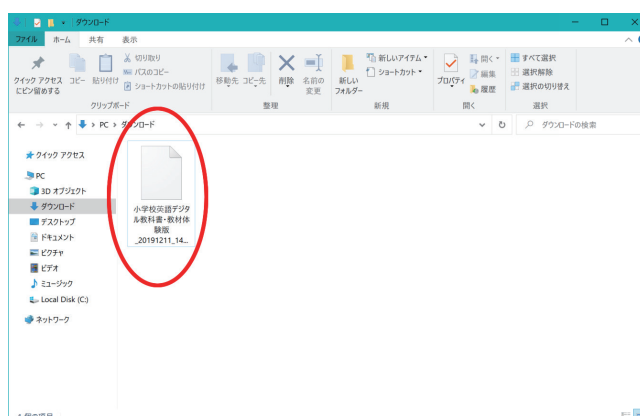 ダウンロード
ファイル ホーム 共有 表示
クイック アクセス
にピン留めする
コピー
貼り付け
切り取り
パスのコピー
ショートカットの貼り付け
クリップボード
移動先 コピー先 削除 名前の
変更
整理
新しい
フォルダー
新しいアイテム
ショートカット
新規
プロパティ
開く
編集
履歴
開く
すべて選択
選択解除
選択の切り替え
選択
PC > ダウンロード
ダウンロードの検索
クイック アクセス
PC
3D オブジェクト
ダウンロード
デスクトップ
ドキュメント
ピクチャ
ビデオ
ミュージック
Local Disk (C:)
ネットワーク
小学校英語デジタ
ル教科書・教材体
験版
_20191211_14...